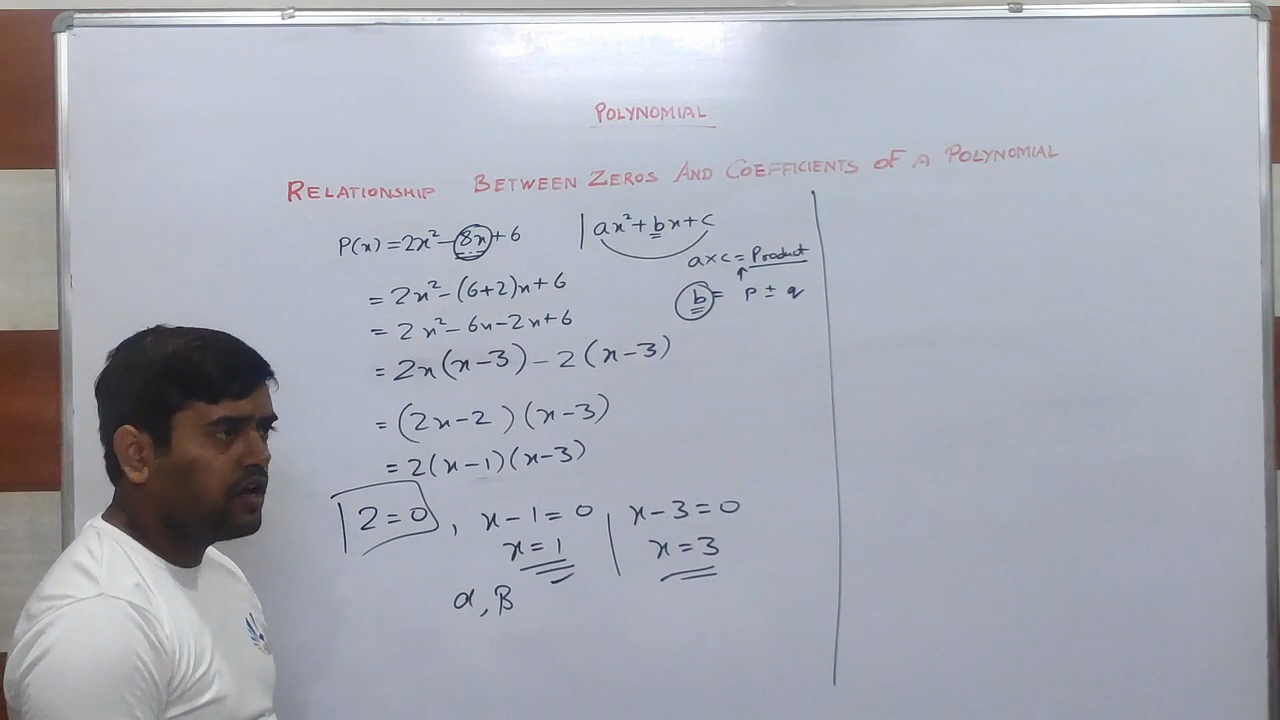 POLYNOMIAL
RELATIONSHIP BETWEEN ZEROS AND COEFFICIENTS OF A POLYNOMIAL
P(x) = 2x² - 8x + 6
= 2x² - (6+2)x + 6
= 2x² - 6x - 2x + 6
= 2x(x-3) - 2(x-3)
= (2x-2)(x-3)
= 2(x-1)(x-3)
2=0, x-1=0 | x-3=0
x=1 | x=3
α, β
| ax² + bx + c
a×c = Product
b = p ± q